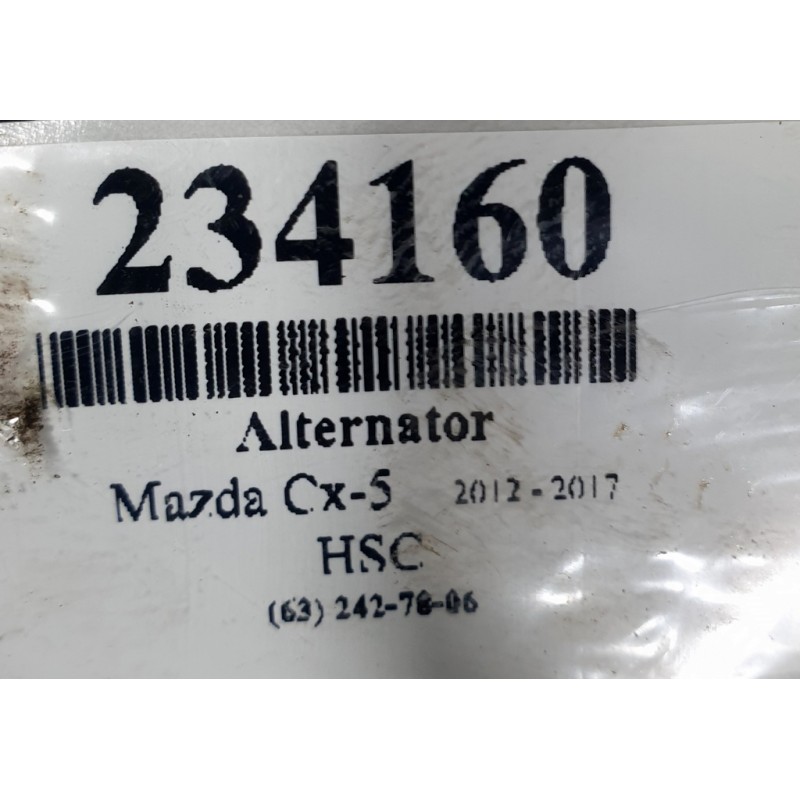 234160
Alternator
Mazda Cx-5 2012 - 2017
HSC
(63) 242-78-06